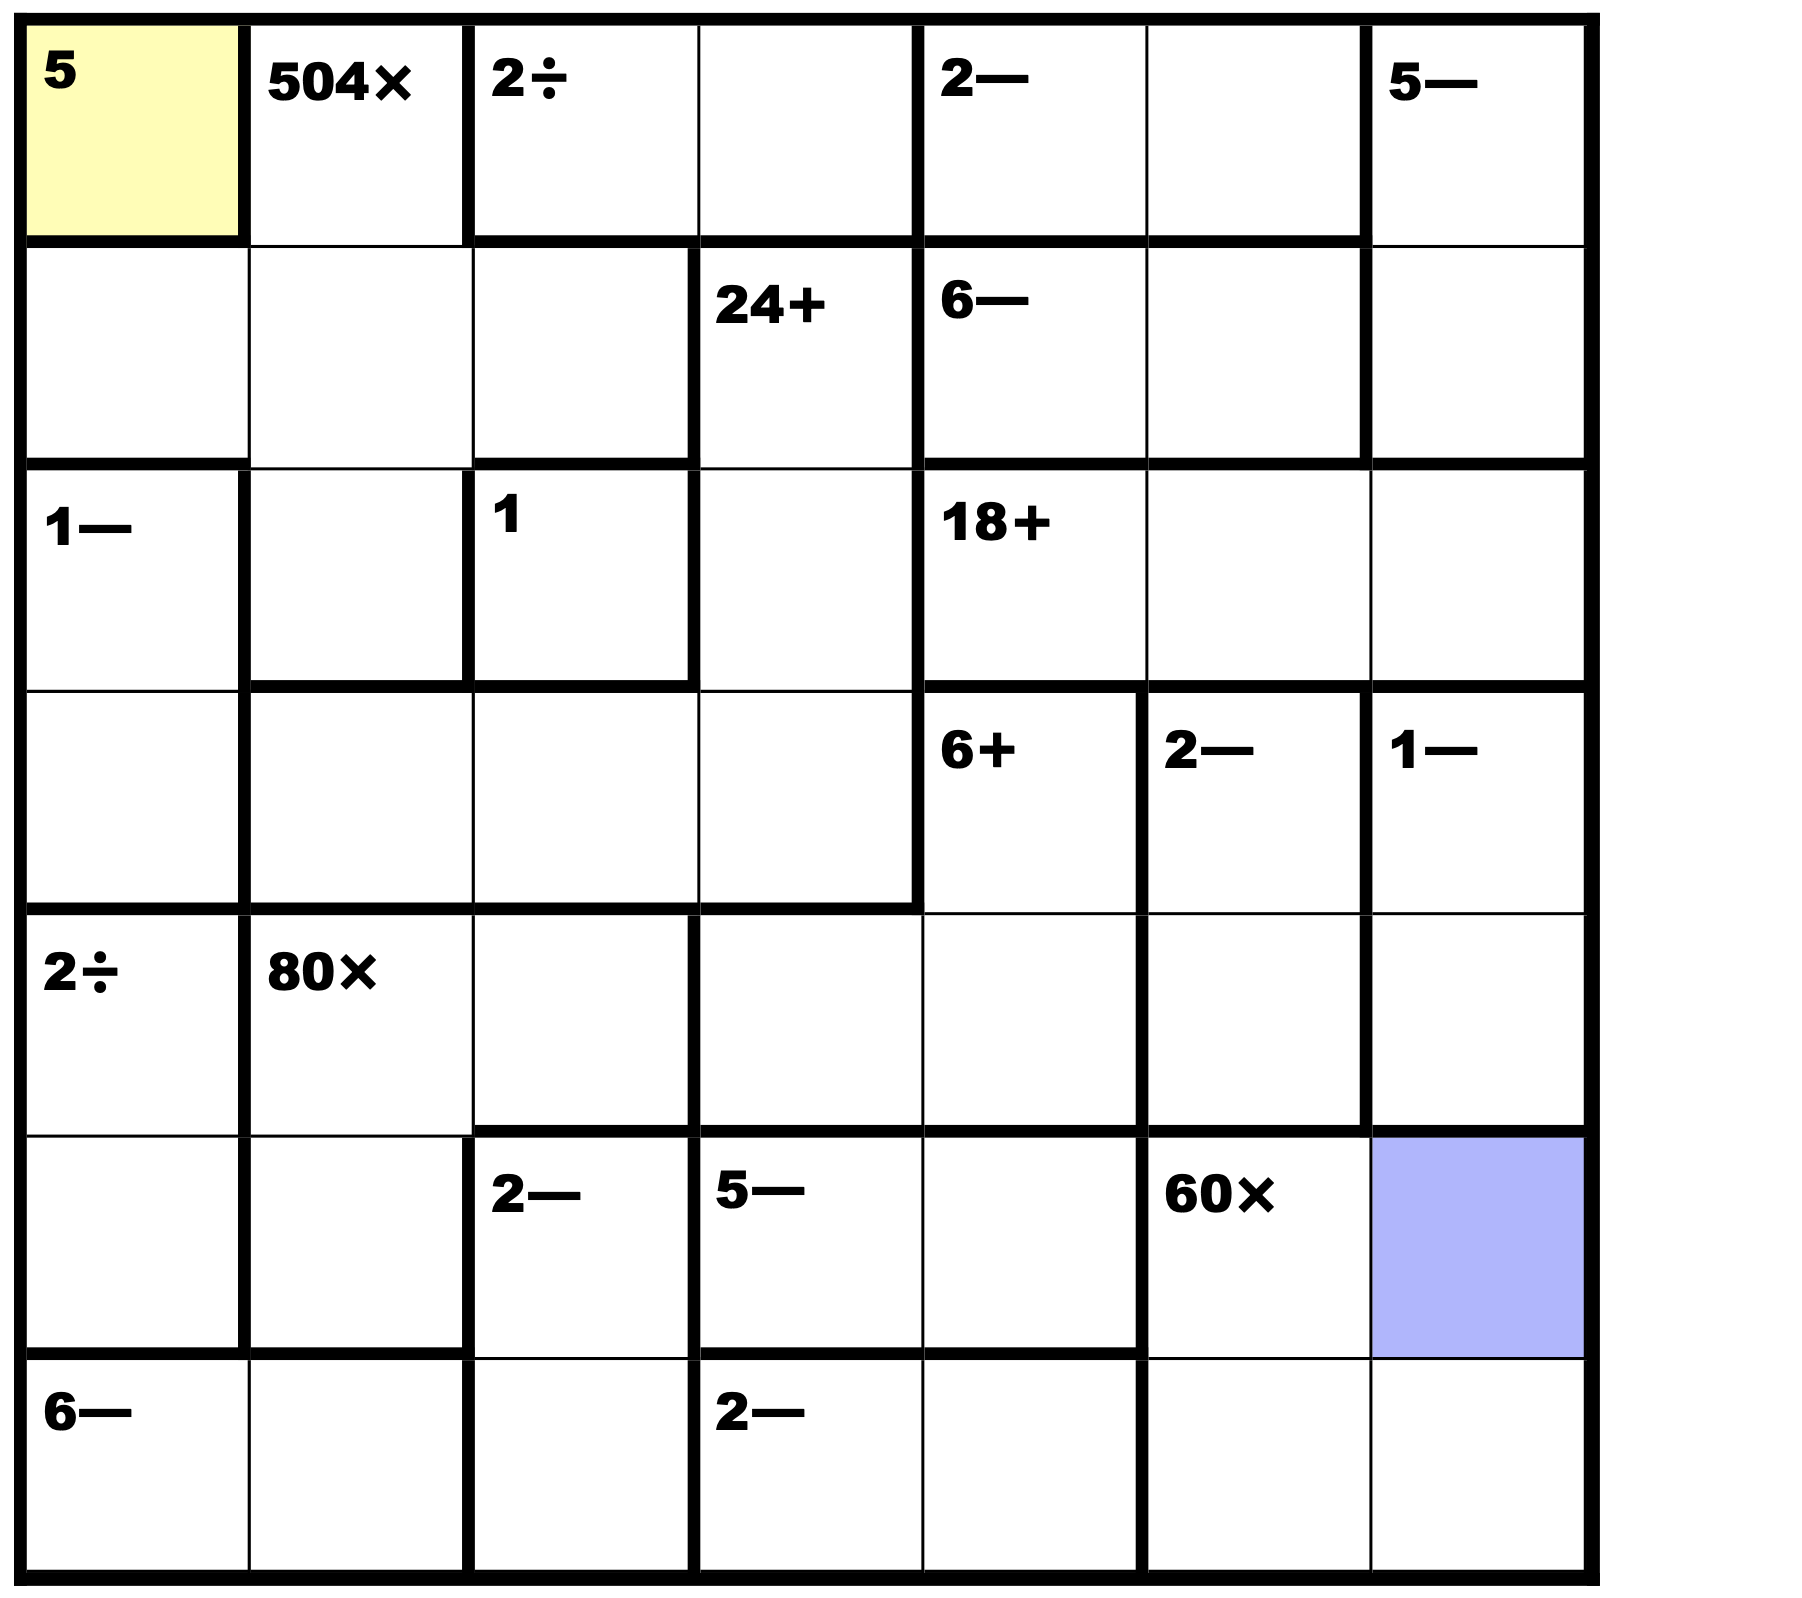 5 504× 2÷ 2— 5—
24+ 6—
1— 1 18+
6+ 2— 1—
2÷ 80×
2— 5— 60×
6— 2—